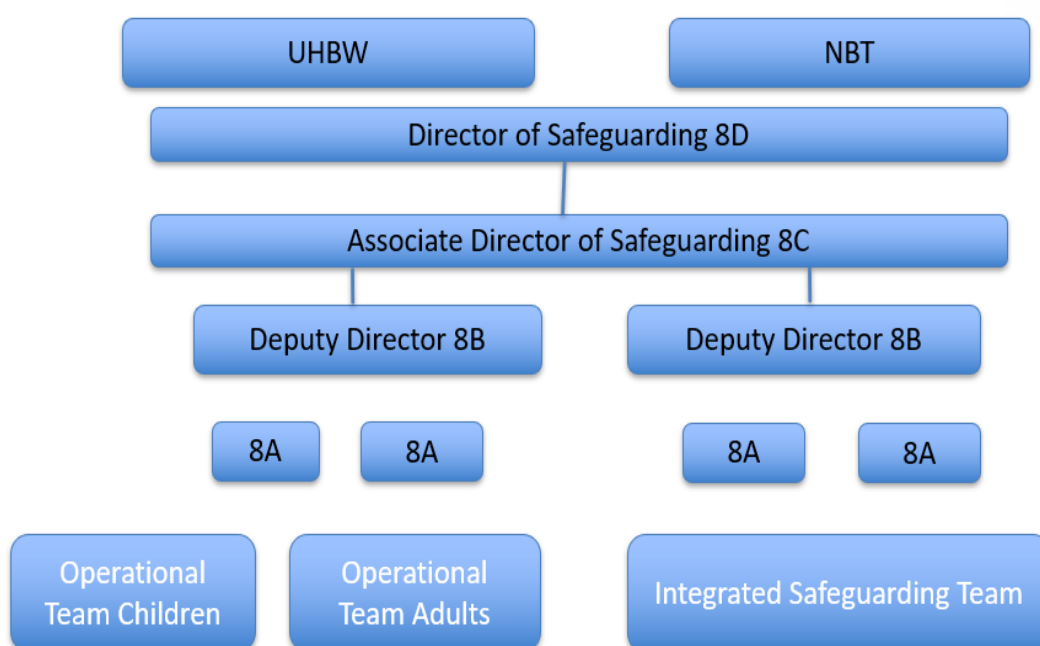 UHBW
NBT
Director of Safeguarding 8D
Associate Director of Safeguarding 8C
Deputy Director 8B
Deputy Director 8B
8A
8A
8A
8A
Operational
Team Children
Operational
Team Adults
Integrated Safeguarding Team